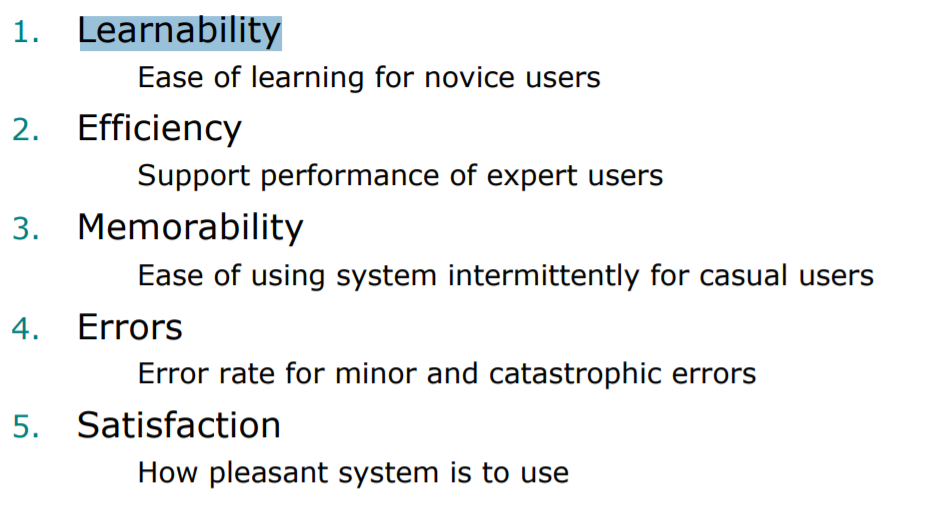 1. Learnability
Ease of learning for novice users
2. Efficiency
Support performance of expert users
3. Memorability
Ease of using system intermittently for casual users
4. Errors
Error rate for minor and catastrophic errors
5. Satisfaction
How pleasant system is to use